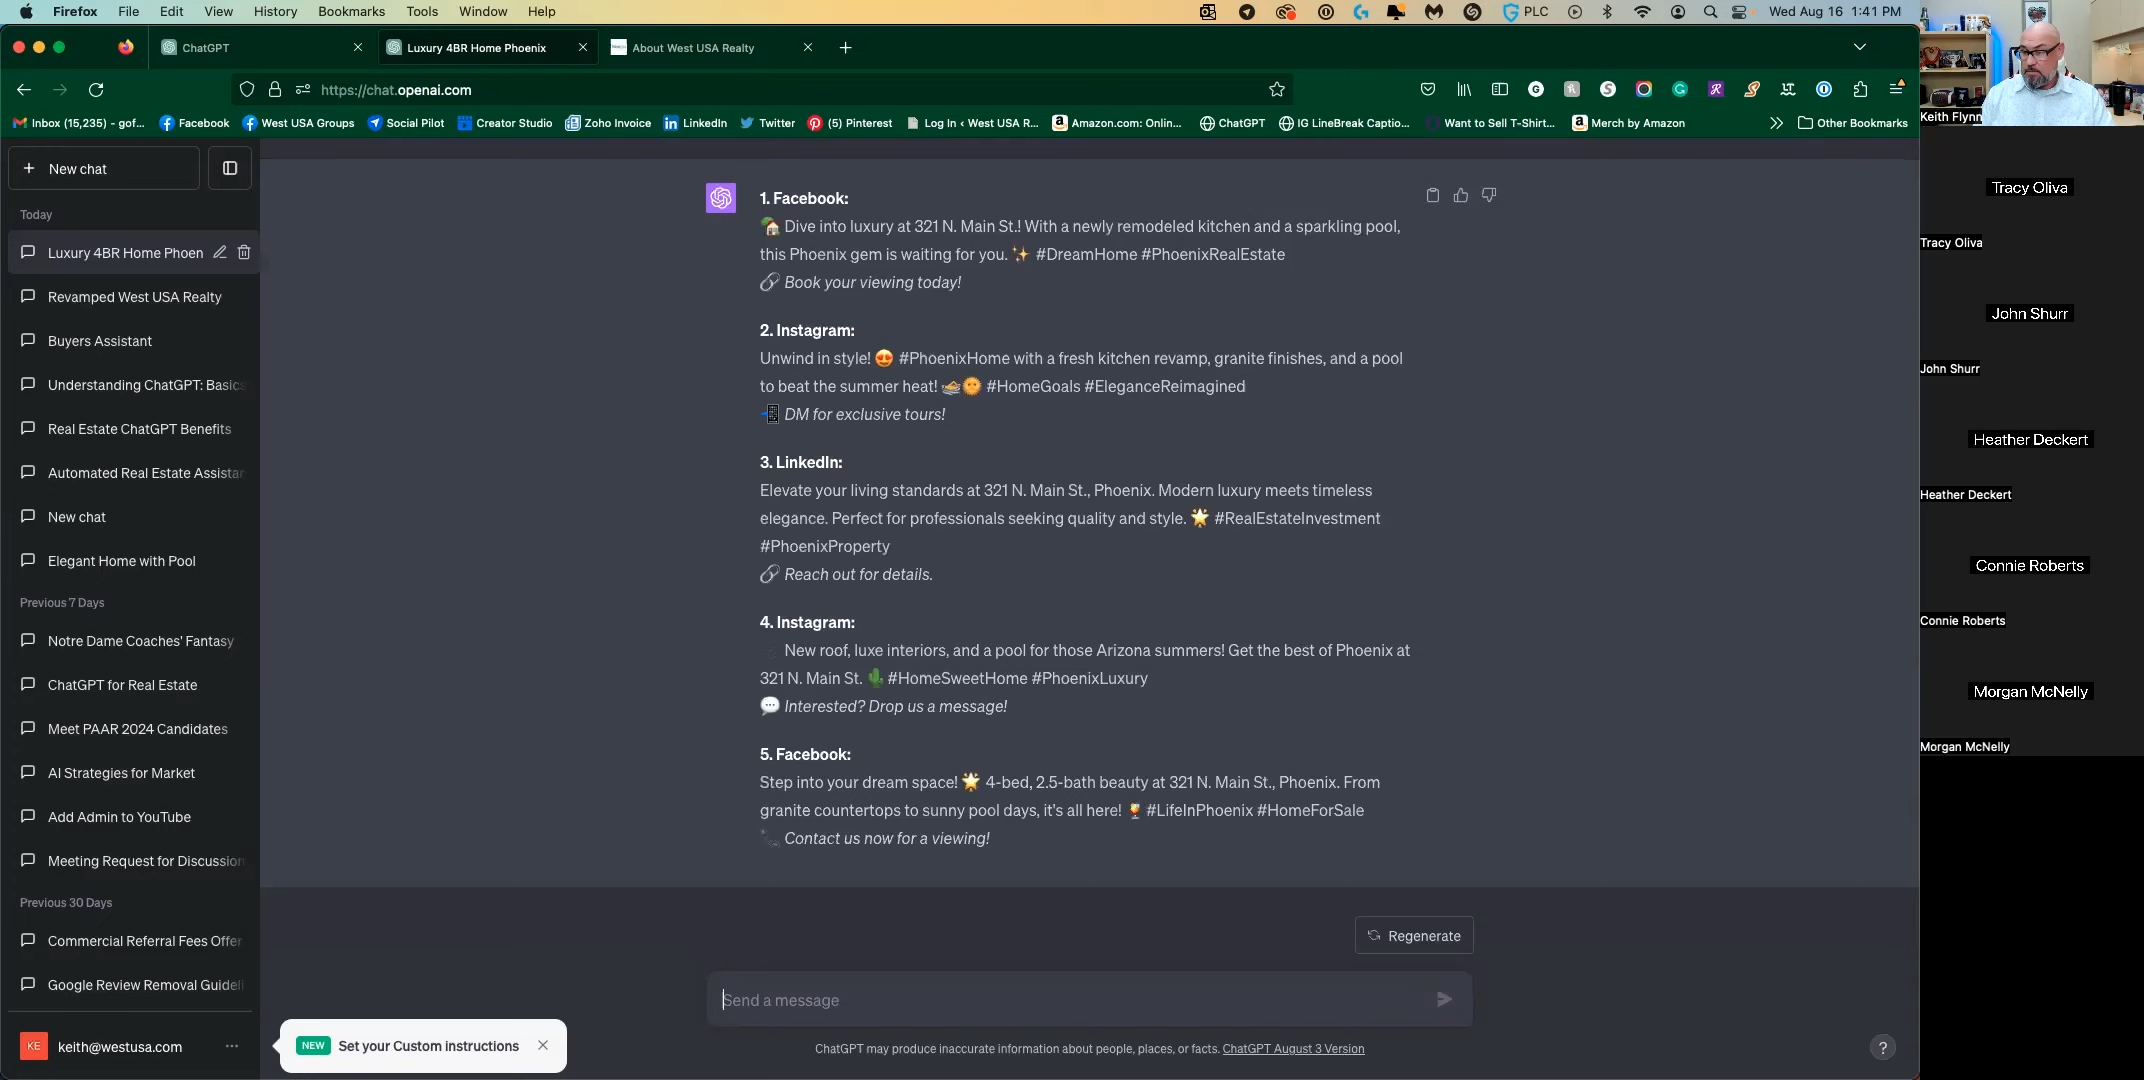 Firefox File Edit View History Bookmarks Tools Window Help PLC Wed Aug 16 1:41 PM
ChatGPT Luxury 4BR Home Phoenix About West USA Realty
https://chat.openai.com
Inbox (15,235) - gof... Facebook West USA Groups Social Pilot Creator Studio Zoho Invoice LinkedIn Twitter (5) Pinterest Log In ‹ West USA R... Amazon.com: Onlin... ChatGPT IG LineBreak Captio... Want to Sell T-Shirt... Merch by Amazon Other Bookmarks
New chat
Today
Luxury 4BR Home Phoen
Revamped West USA Realty
Buyers Assistant
Understanding ChatGPT: Basics
Real Estate ChatGPT Benefits
Automated Real Estate Assistan
New chat
Elegant Home with Pool
Previous 7 Days
Notre Dame Coaches' Fantasy
ChatGPT for Real Estate
Meet PAAR 2024 Candidates
AI Strategies for Market
Add Admin to YouTube
Meeting Request for Discussion
Previous 30 Days
Commercial Referral Fees Offer
Google Review Removal Guideli
KE keith@westusa.com
NEW Set your Custom instructions
1. Facebook:
🏡 Dive into luxury at 321 N. Main St.! With a newly remodeled kitchen and a sparkling pool,
this Phoenix gem is waiting for you. ✨ #DreamHome #PhoenixRealEstate
🔗 Book your viewing today!
2. Instagram:
Unwind in style! 😍 #PhoenixHome with a fresh kitchen revamp, granite finishes, and a pool
to beat the summer heat! 🏊🌞 #HomeGoals #EleganceReimagined
📲 DM for exclusive tours!
3. LinkedIn:
Elevate your living standards at 321 N. Main St., Phoenix. Modern luxury meets timeless
elegance. Perfect for professionals seeking quality and style. 🌟 #RealEstateInvestment
#PhoenixProperty
🔗 Reach out for details.
4. Instagram:
New roof, luxe interiors, and a pool for those Arizona summers! Get the best of Phoenix at
321 N. Main St. 🌵 #HomeSweetHome #PhoenixLuxury
💬 Interested? Drop us a message!
5. Facebook:
Step into your dream space! 🌟 4-bed, 2.5-bath beauty at 321 N. Main St., Phoenix. From
granite countertops to sunny pool days, it's all here! 🍹 #LifeInPhoenix #HomeForSale
📞 Contact us now for a viewing!
Regenerate
Send a message
ChatGPT may produce inaccurate information about people, places, or facts. ChatGPT August 3 Version
?
Keith Flynn
Tracy Oliva
Tracy Oliva
John Shurr
John Shurr
Heather Deckert
Heather Deckert
Connie Roberts
Connie Roberts
Morgan McNelly
Morgan McNelly